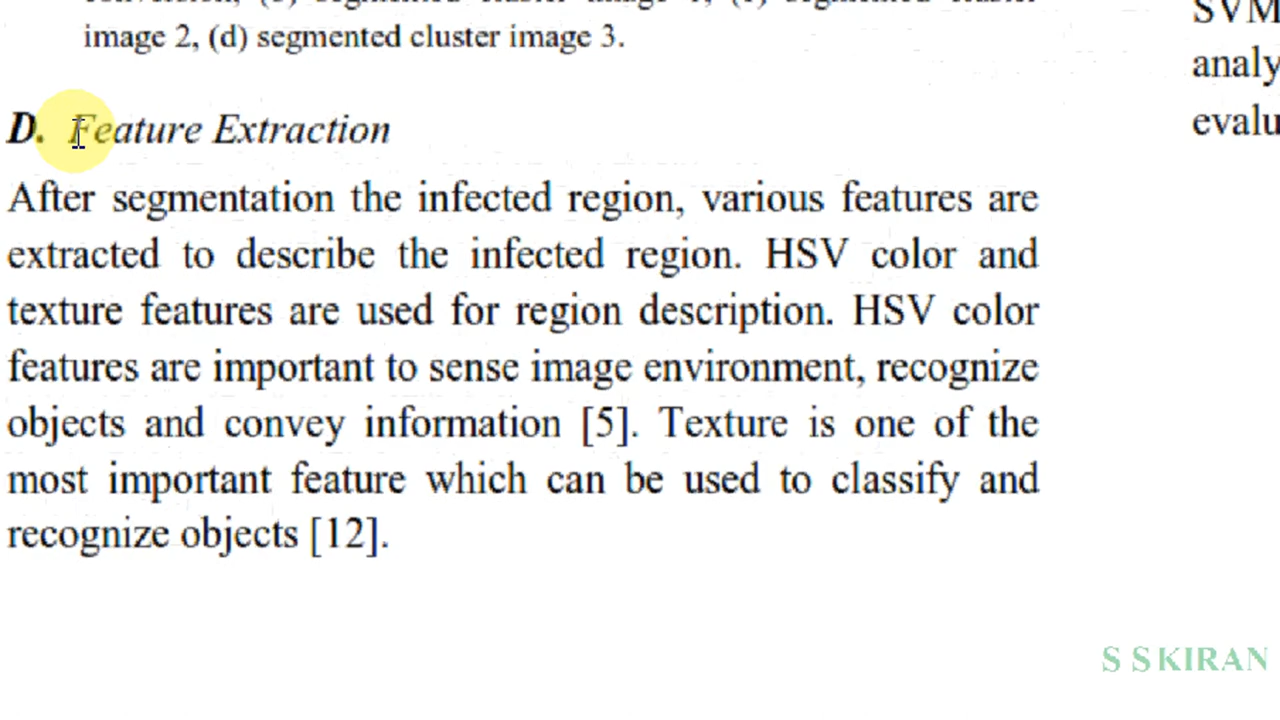 image 2, (d) segmented cluster image 3.
D. Feature Extraction
After segmentation the infected region, various features are
extracted to describe the infected region. HSV color and
texture features are used for region description. HSV color
features are important to sense image environment, recognize
objects and convey information [5]. Texture is one of the
most important feature which can be used to classify and
recognize objects [12].
SVM
analy
evalu
S S KIRAN